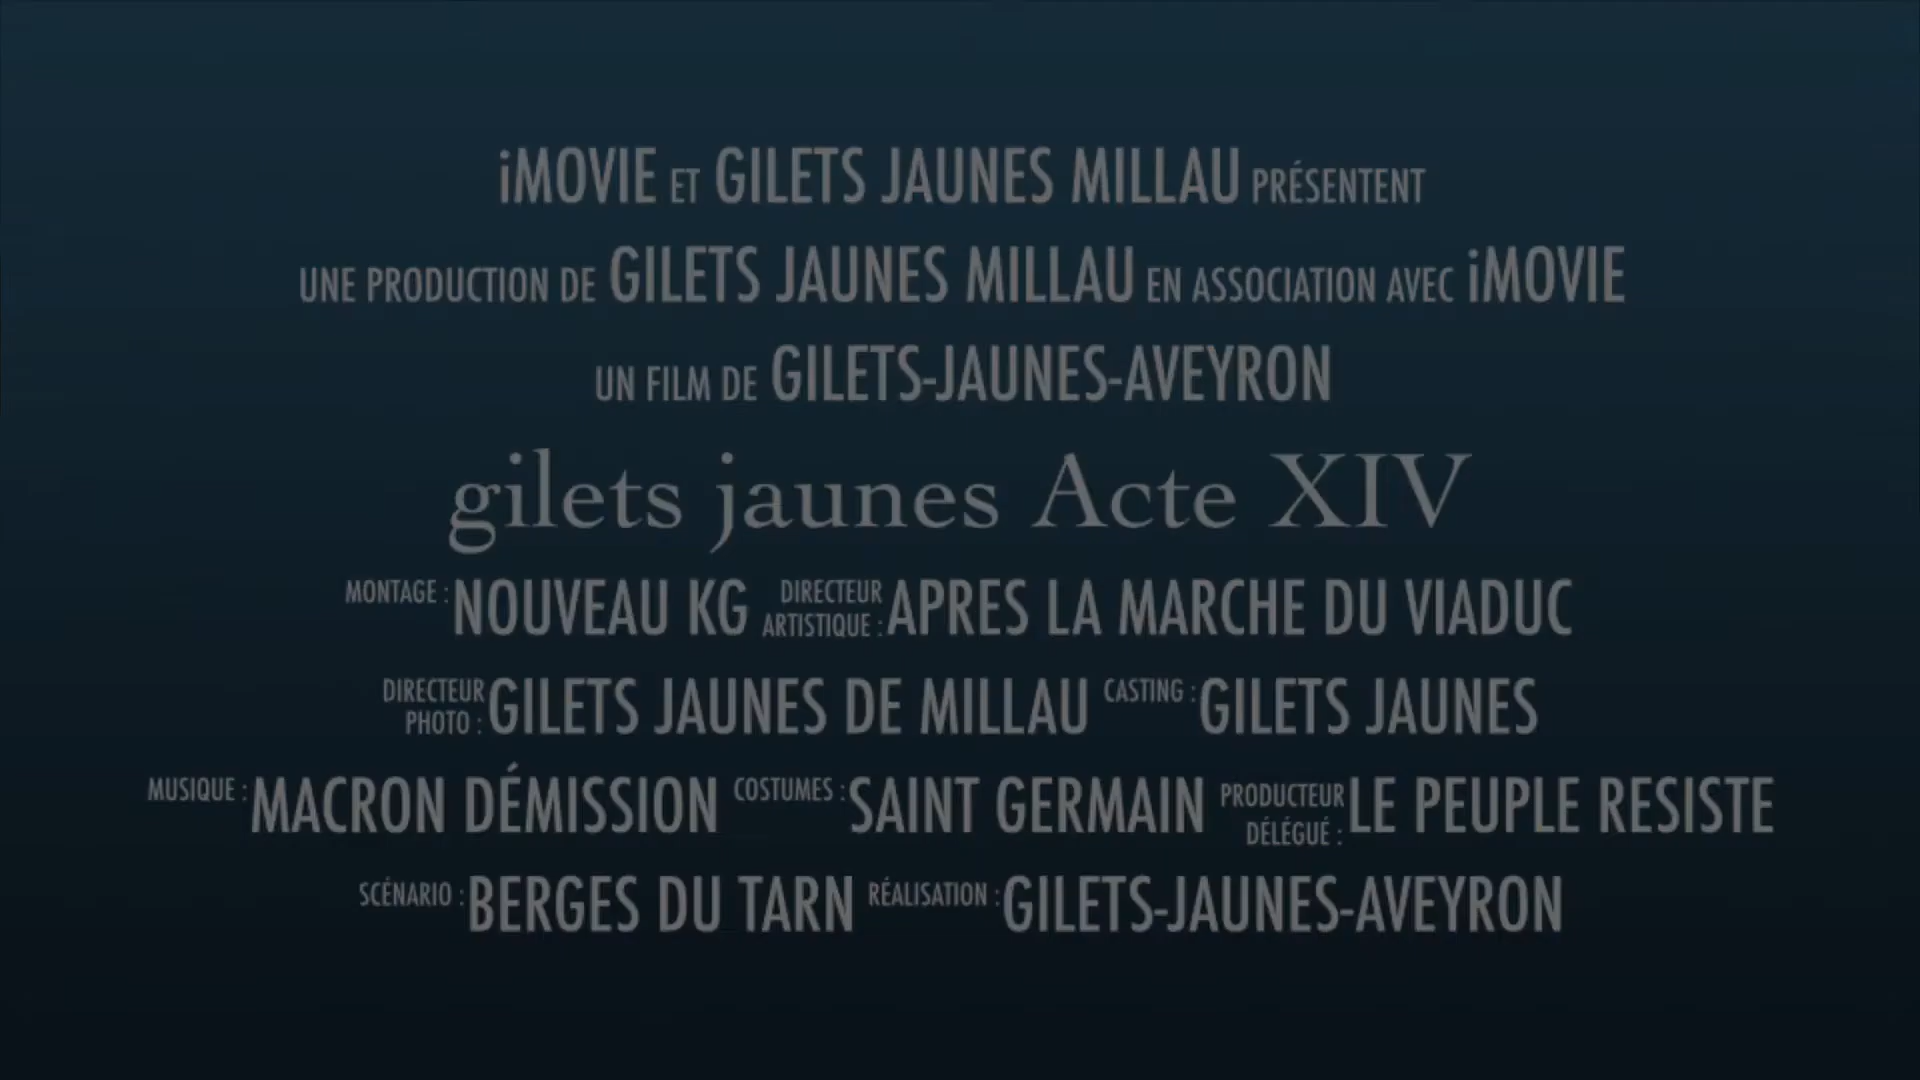 iMOVIE ET GILETS JAUNES MILLAU PRÉSENTENT
UNE PRODUCTION DE GILETS JAUNES MILLAU EN ASSOCIATION AVEC iMOVIE
UN FILM DE GILETS-JAUNES-AVEYRON
gilets jaunes Acte XIV
MONTAGE : NOUVEAU KG DIRECTEUR ARTISTIQUE : APRES LA MARCHE DU VIADUC
DIRECTEUR PHOTO : GILETS JAUNES DE MILLAU CASTING : GILETS JAUNES
MUSIQUE : MACRON DÉMISSION COSTUMES : SAINT GERMAIN PRODUCTEUR DÉLÉGUÉ : LE PEUPLE RESISTE
SCÉNARIO : BERGES DU TARN RÉALISATION : GILETS-JAUNES-AVEYRON